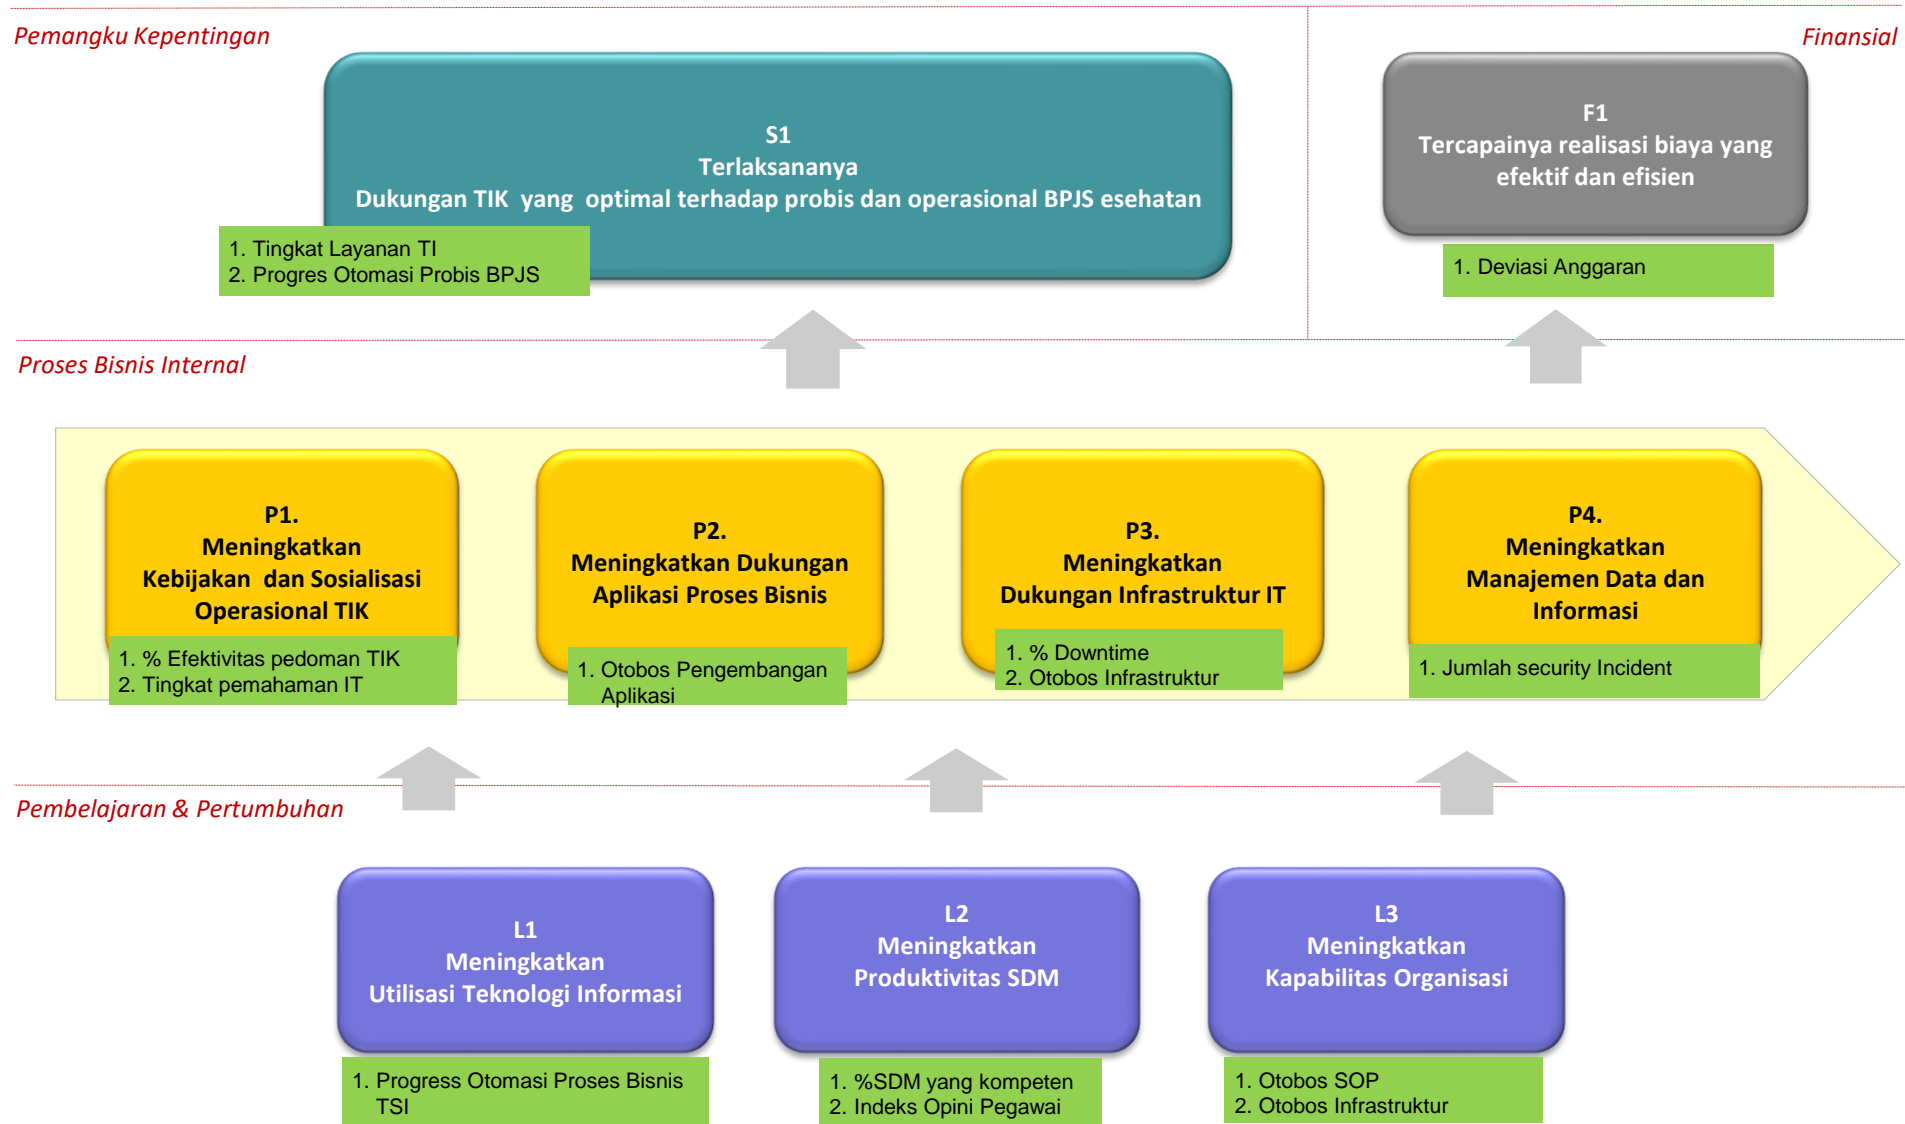 Pemangku Kepentingan
Finansial
S1
Terlaksananya
Dukungan TIK yang optimal terhadap probis dan operasional BPJS esehatan
1. Tingkat Layanan TI
2. Progres Otomasi Probis BPJS
F1
Tercapainya realisasi biaya yang
efektif dan efisien
1. Deviasi Anggaran
Proses Bisnis Internal
P1.
Meningkatkan
Kebijakan dan Sosialisasi
Operasional TIK
1. % Efektivitas pedoman TIK
2. Tingkat pemahaman IT
P2.
Meningkatkan Dukungan
Aplikasi Proses Bisnis
1. Otobos Pengembangan
Aplikasi
P3.
Meningkatkan
Dukungan Infrastruktur IT
1. % Downtime
2. Otobos Infrastruktur
P4.
Meningkatkan
Manajemen Data dan
Informasi
1. Jumlah security Incident
Pembelajaran & Pertumbuhan
L1
Meningkatkan
Utilisasi Teknologi Informasi
1. Progress Otomasi Proses Bisnis
TSI
L2
Meningkatkan
Produktivitas SDM
1. %SDM yang kompeten
2. Indeks Opini Pegawai
L3
Meningkatkan
Kapabilitas Organisasi
1. Otobos SOP
2. Otobos Infrastruktur